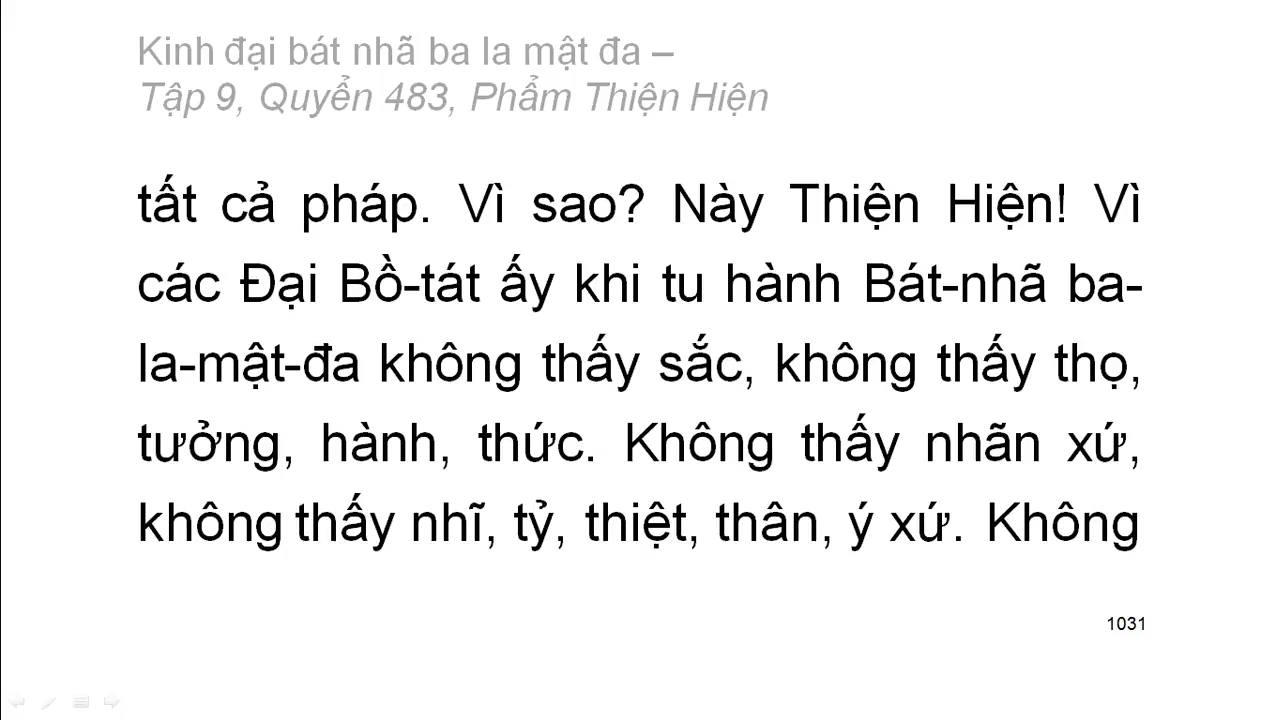 Kinh đại bát nhã ba la mật đa –
Tập 9, Quyển 483, Phẩm Thiện Hiện
tất cả pháp. Vì sao? Này Thiện Hiện! Vì
các Đại Bồ-tát ấy khi tu hành Bát-nhã ba-
la-mật-đa không thấy sắc, không thấy thọ,
tưởng, hành, thức. Không thấy nhãn xứ,
không thấy nhĩ, tỷ, thiệt, thân, ý xứ. Không
1031